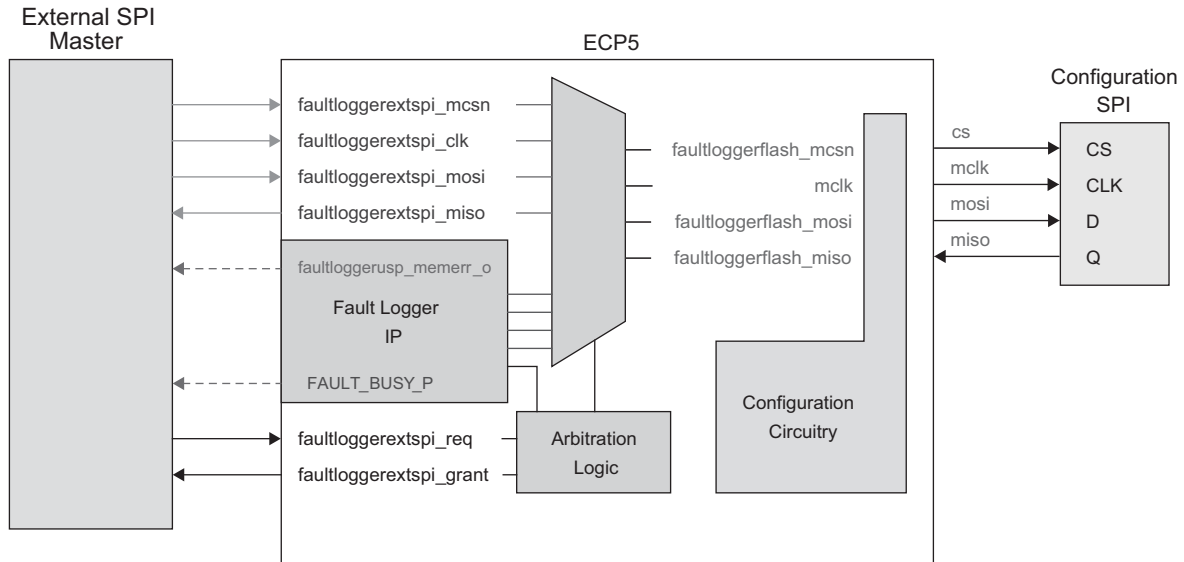 External SPI
Master
ECP5
Configuration
SPI
faultloggerextspi_mcsn
faultloggerextspi_clk
faultloggerextspi_mosi
faultloggerextspi_miso
faultloggerusp_memerr_o
Fault Logger
IP
FAULT_BUSY_P
faultloggerextspi_req
faultloggerextspi_grant
Arbitration
Logic
faultloggerflash_mcsn
mclk
faultloggerflash_mosi
faultloggerflash_miso
Configuration
Circuitry
cs
mclk
mosi
miso
CS
CLK
D
Q